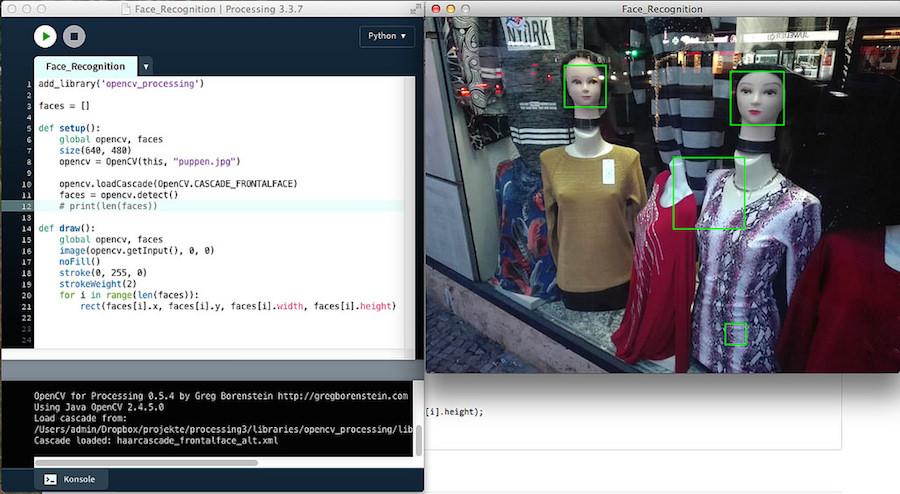 Face_Recognition | Processing 3.3.7
Python ▾
Face_Recognition ▾
1 add_library('opencv_processing')
2
3 faces = []
4
5 def setup():
6 global opencv, faces
7 size(640, 480)
8 opencv = OpenCV(this, "puppen.jpg")
9
10 opencv.loadCascade(OpenCV.CASCADE_FRONTALFACE)
11 faces = opencv.detect()
12 # print(len(faces))
13
14 def draw():
15 global opencv, faces
16 image(opencv.getInput(), 0, 0)
17 noFill()
18 stroke(0, 255, 0)
19 strokeWeight(2)
20 for i in range(len(faces)):
21 rect(faces[i].x, faces[i].y, faces[i].width, faces[i].height)
22
23
24
OpenCV for Processing 0.5.4 by Greg Borenstein http://gregborenstein.com
Using Java OpenCV 2.4.5.0
Load cascade from:
/Users/admin/Dropbox/projekte/processing3/libraries/opencv_processing/lib
Cascade loaded: haarcascade_frontalface_alt.xml
Konsole
Face_Recognition
[i].height);